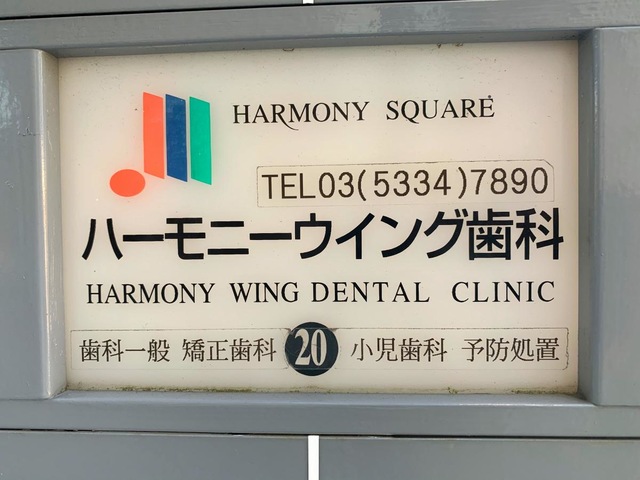 HARMONY SQUARE
TEL03(5334)7890
ハーモニーウイング歯科
HARMONY WING DENTAL CLINIC
歯科一般 矯正歯科 20 小児歯科 予防処置